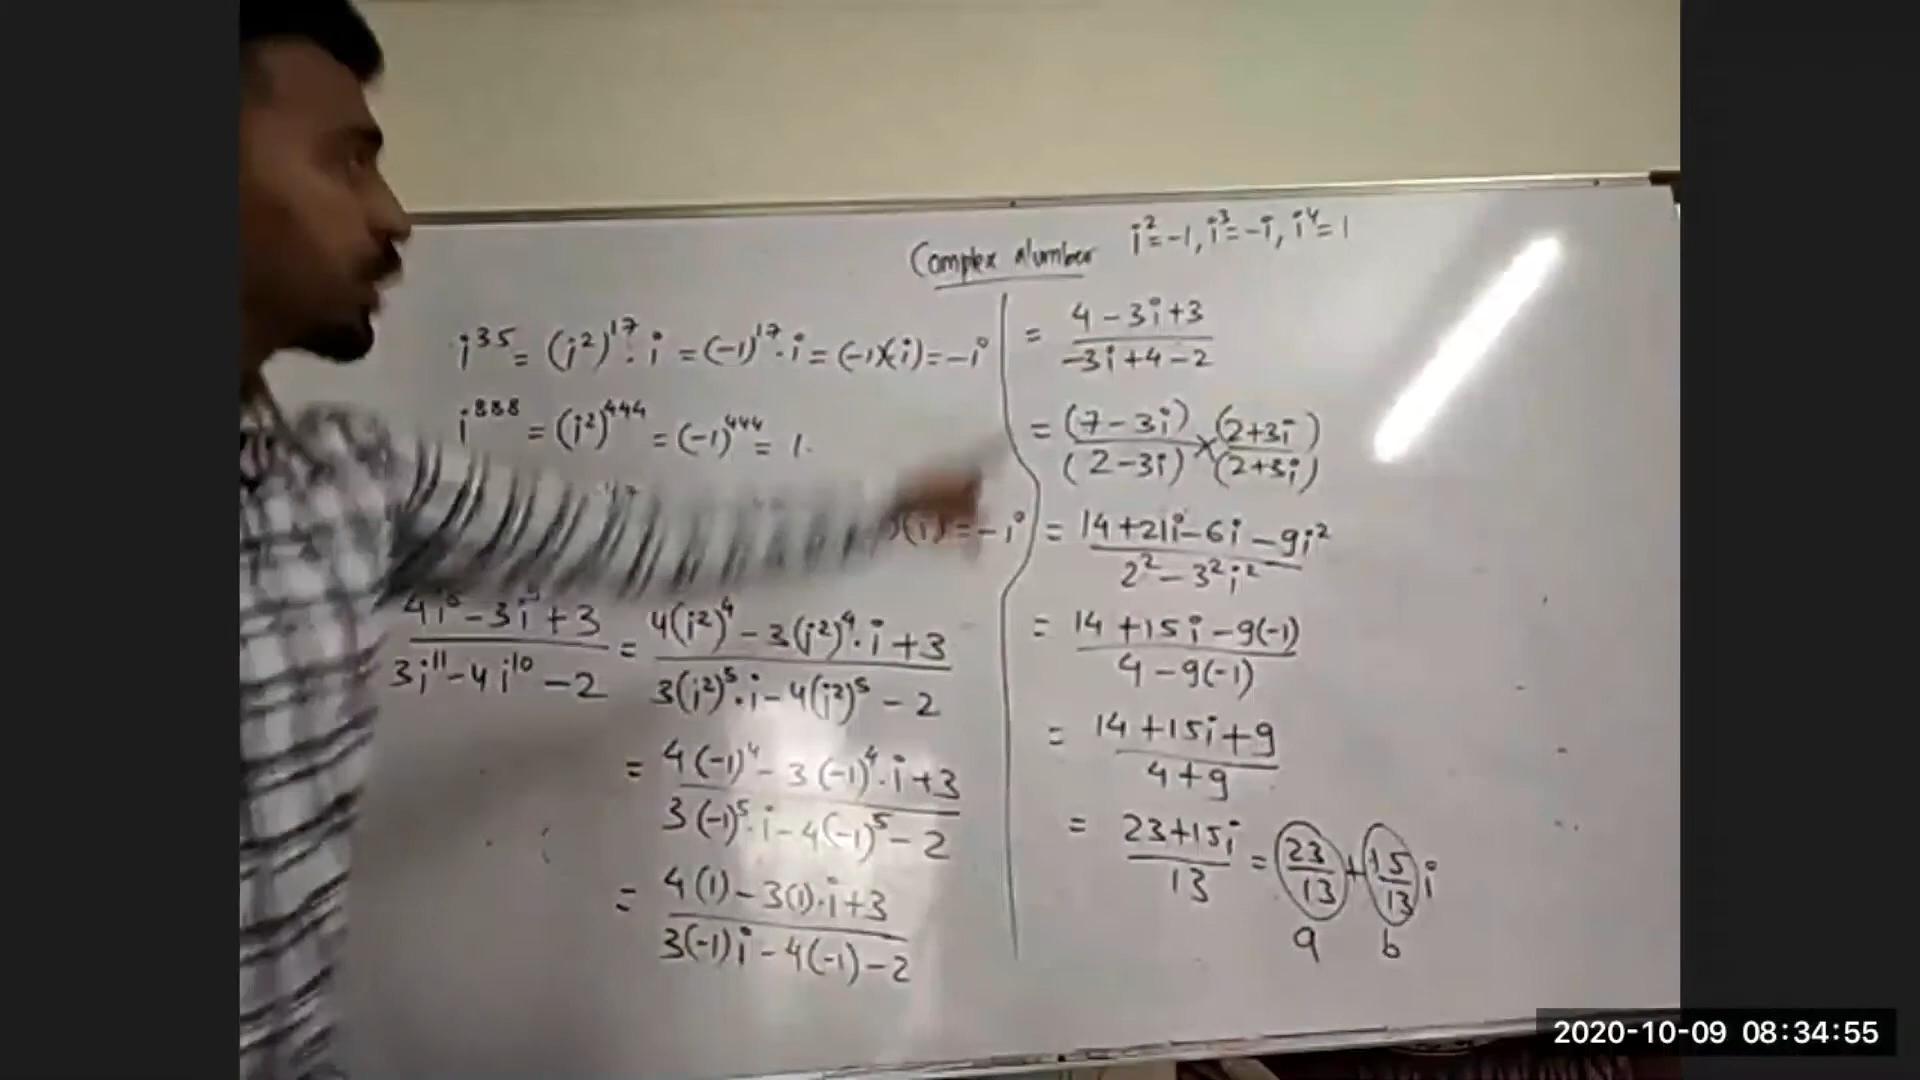 Complex Number i²=-1, i³=-i, i⁴=1
i³⁵ = (i²)¹⁷·i = (-1)¹⁷·i = (-1)(i) = -i
i⁸⁸⁸ = (i²)⁴⁴⁴ = (-1)⁴⁴⁴ = 1.
)(i) = -i
4i⁸ - 3i⁹ + 3 / 3i¹¹ - 4i¹⁰ - 2 = 4(i²)⁴ - 3(i²)⁴·i + 3 / 3(i²)⁵·i - 4(i²)⁵ - 2
= 4(-1)⁴ - 3(-1)⁴·i + 3 / 3(-1)⁵·i - 4(-1)⁵ - 2
= 4(1) - 3(1)·i + 3 / 3(-1)i - 4(-1) - 2
= 4 - 3i + 3 / -3i + 4 - 2
= (7 - 3i) / (2 - 3i) × (2+3i) / (2+3i)
= 14 + 21i - 6i - 9i² / 2² - 3²i²
= 14 + 15i - 9(-1) / 4 - 9(-1)
= 14 + 15i + 9 / 4 + 9
= 23 + 15i / 13 = 23/13 + 15/13 i
a b
2020-10-09 08:34:55